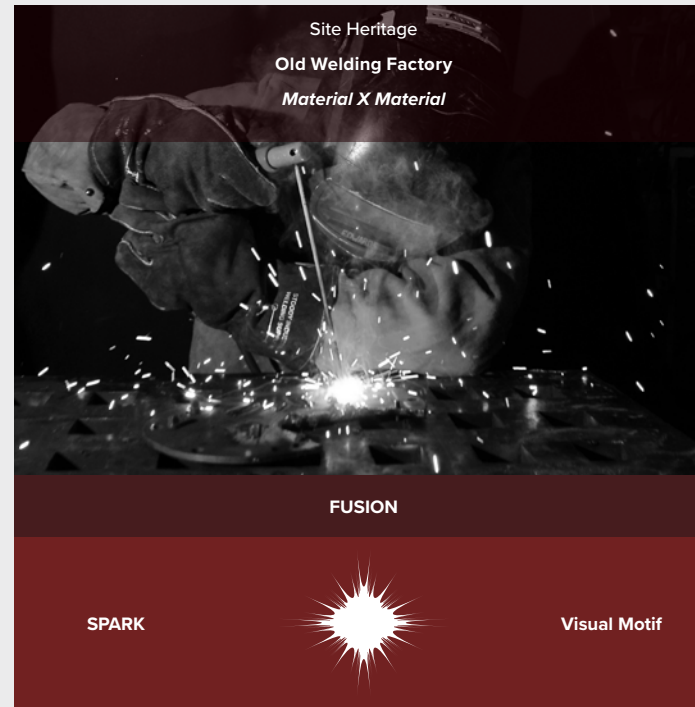 Site Heritage
Old Welding Factory
Material X Material
FUSION
SPARK
Visual Motif